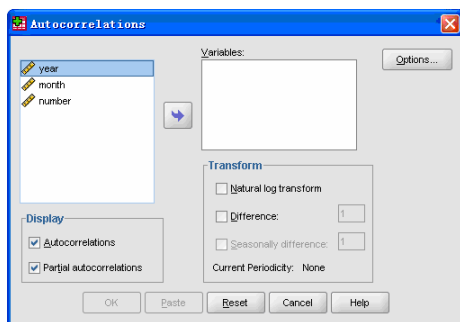 Autocorrelations
year
month
number
Variables:
Options...
Transform
Natural log transform
Difference:
1
Seasonally difference:
1
Current Periodicity: None
Display
Autocorrelations
Partial autocorrelations
OK
Paste
Reset
Cancel
Help